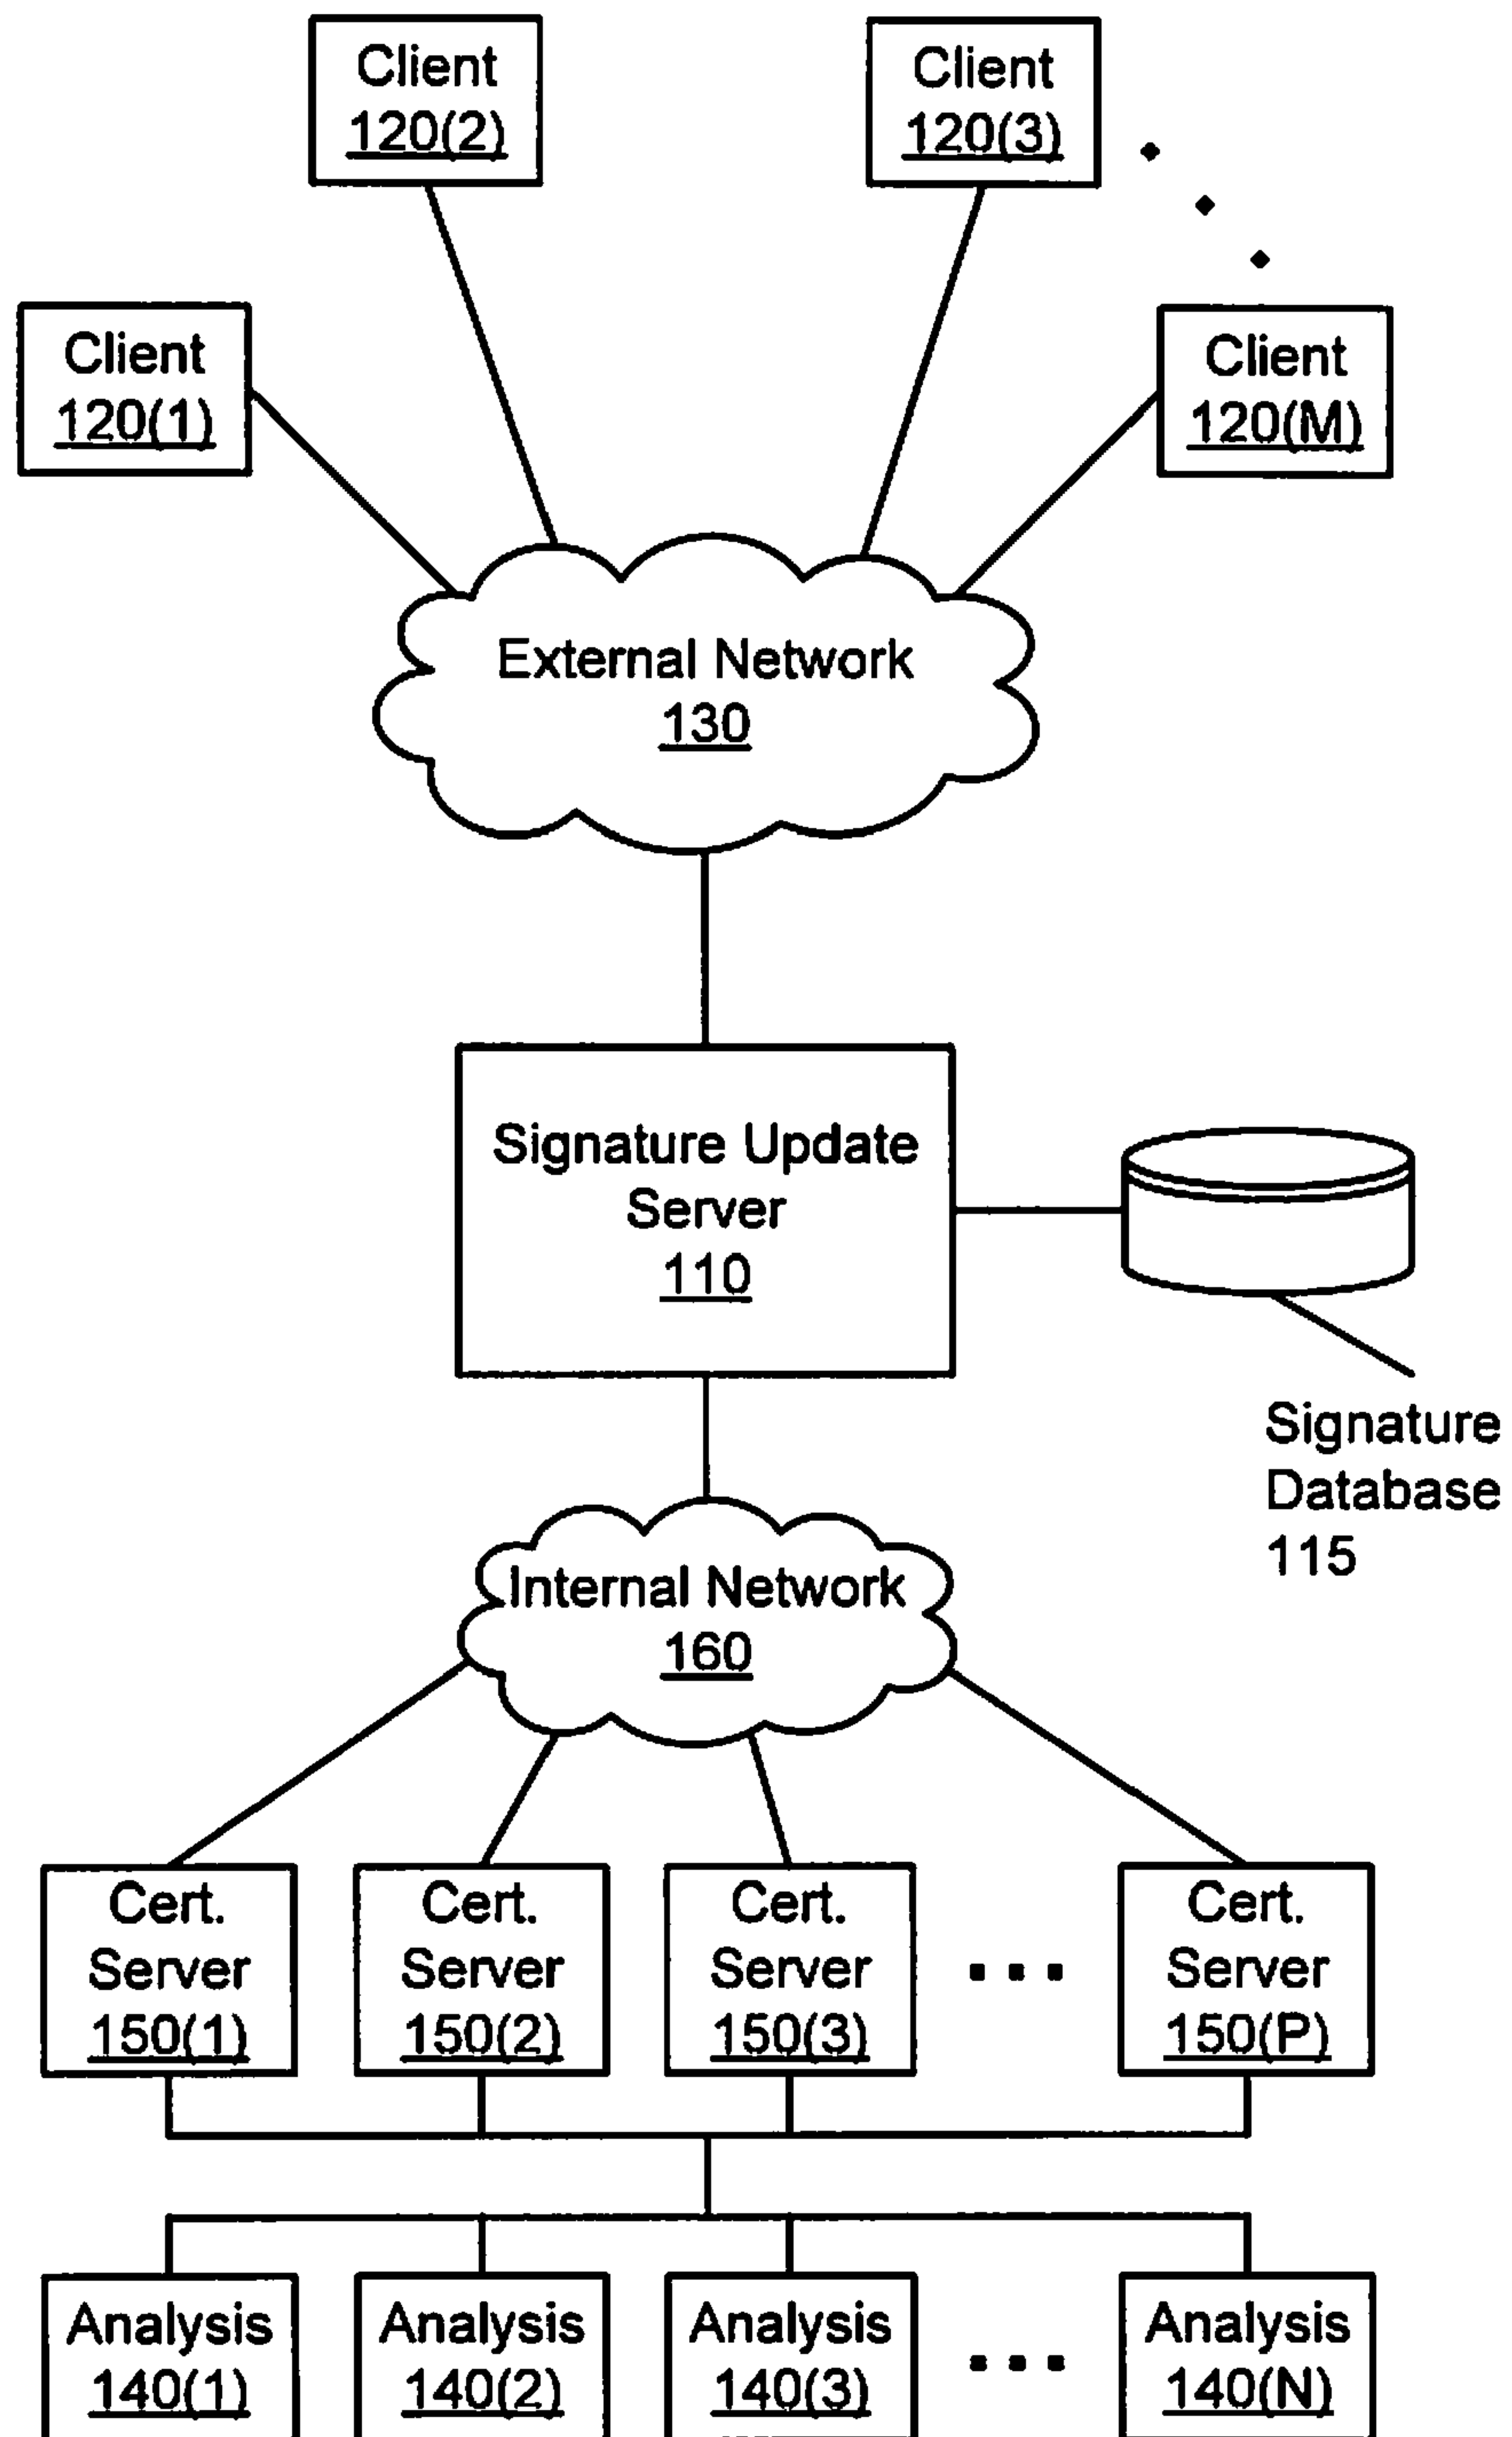 Client
120(2)
Client
120(3)
Client
120(1)
Client
120(M)
External Network
130
Signature Update
Server
110
Signature
Database
115
Internal Network
160
Cert.
Server
150(1)
Cert.
Server
150(2)
Cert.
Server
150(3)
Cert.
Server
150(P)
Analysis
140(1)
Analysis
140(2)
Analysis
140(3)
Analysis
140(N)